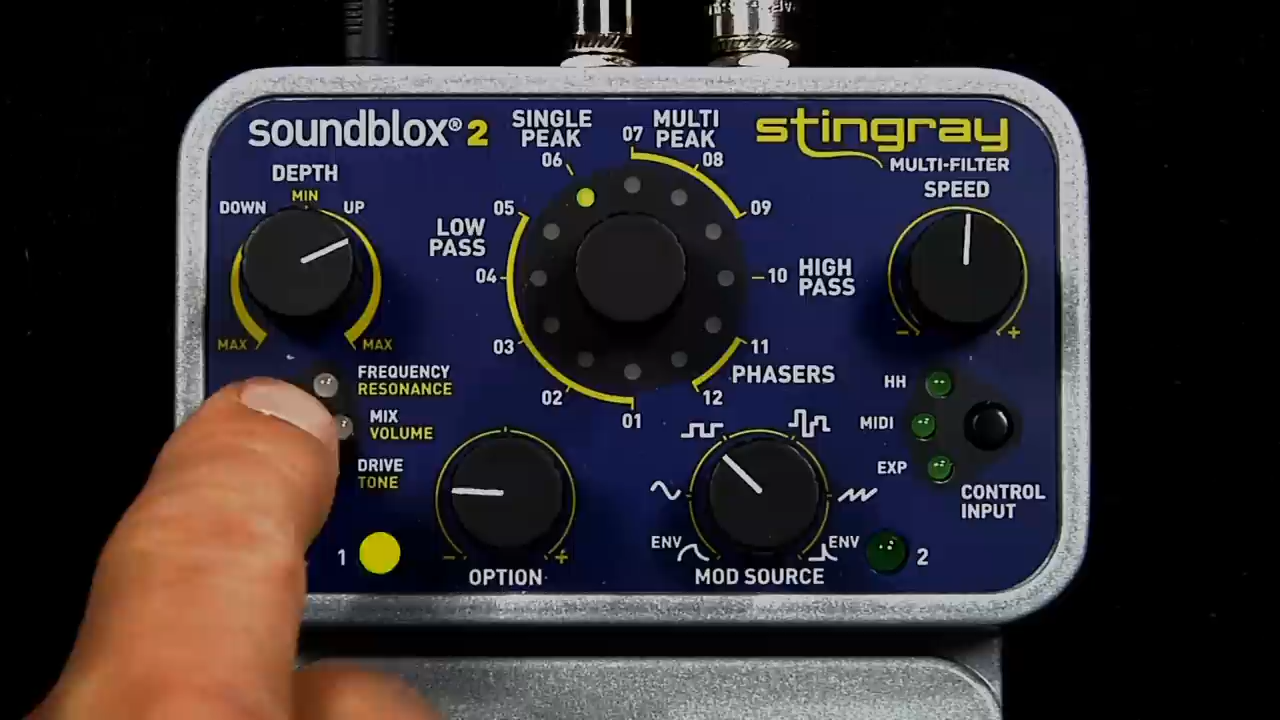 soundblox® 2
SINGLE
PEAK
MULTI
PEAK
stingray
MULTI-FILTER
DEPTH
MIN
DOWN
UP
MAX
MAX
SPEED
-
+
LOW
PASS
HIGH
PASS
PHASERS
01
02
03
04
05
06
07
08
09
10
11
12
FREQUENCY
RESONANCE
MIX
VOLUME
DRIVE
TONE
1
OPTION
-
+
ENV
ENV
MOD SOURCE
2
HH
MIDI
EXP
CONTROL
INPUT